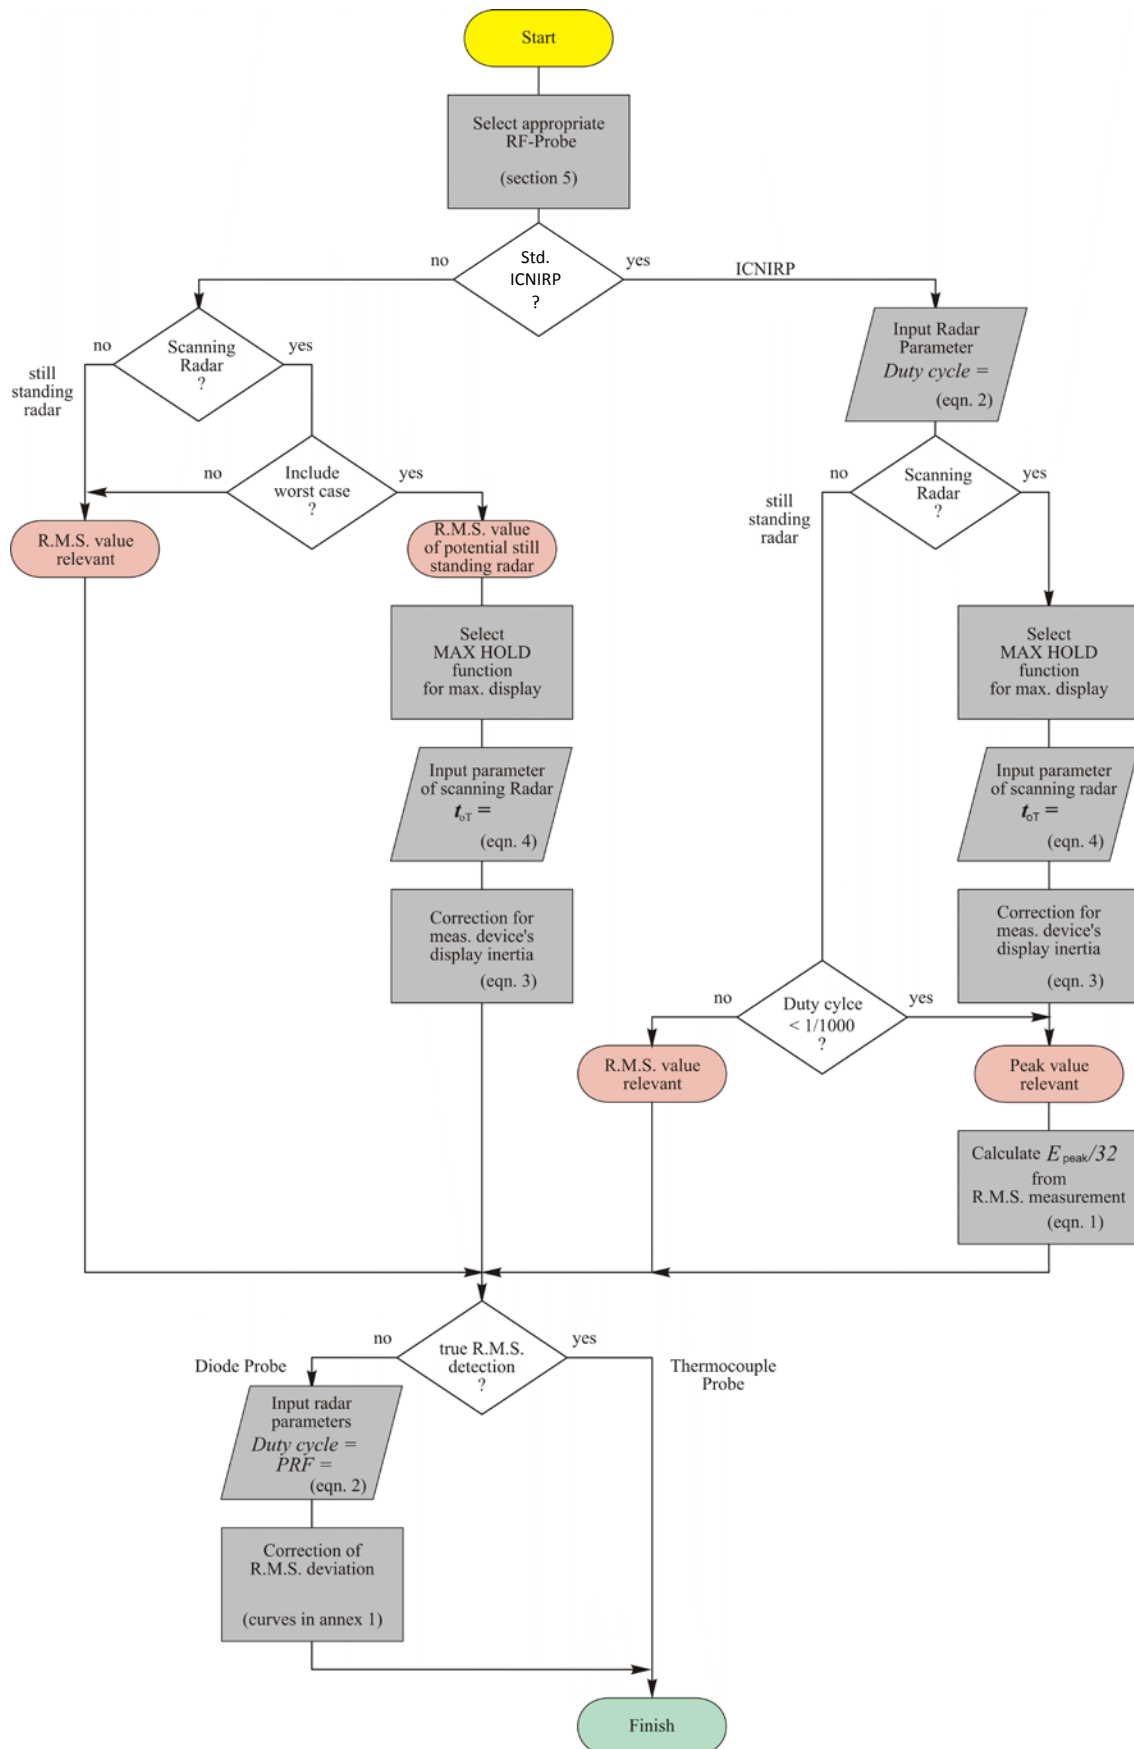 Start
Select appropriate
RF-Probe
(section 5)
no
Std.
ICNIRP
?
yes
ICNIRP
no
Scanning
Radar
?
yes
still
standing
radar
Input Radar
Parameter
Duty cycle =
(eqn. 2)
no
Include
worst case
?
yes
no
Scanning
Radar
?
yes
still
standing
radar
R.M.S. value
relevant
R.M.S. value
of potential still
standing radar
Select
MAX HOLD
function
for max. display
Select
MAX HOLD
function
for max. display
Input parameter
of scanning Radar
toT =
(eqn. 4)
Input parameter
of scanning radar
toT =
(eqn. 4)
Correction for
meas. device's
display inertia
(eqn. 3)
Correction for
meas. device's
display inertia
(eqn. 3)
no
Duty cylce
< 1/1000
?
yes
R.M.S. value
relevant
Peak value
relevant
Calculate E peak/32
from
R.M.S. measurement
(eqn. 1)
no
true R.M.S.
detection
?
yes
Diode Probe
Thermocouple
Probe
Input radar
parameters
Duty cycle =
PRF =
(eqn. 2)
Correction of
R.M.S. deviation
(curves in annex 1)
Finish